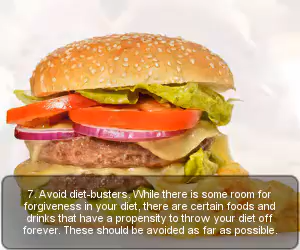 7. Avoid diet-busters. While there is some room for
forgiveness in your diet, there are certain foods and
drinks that have a propensity to throw your diet off
forever. These should be avoided as far as possible.